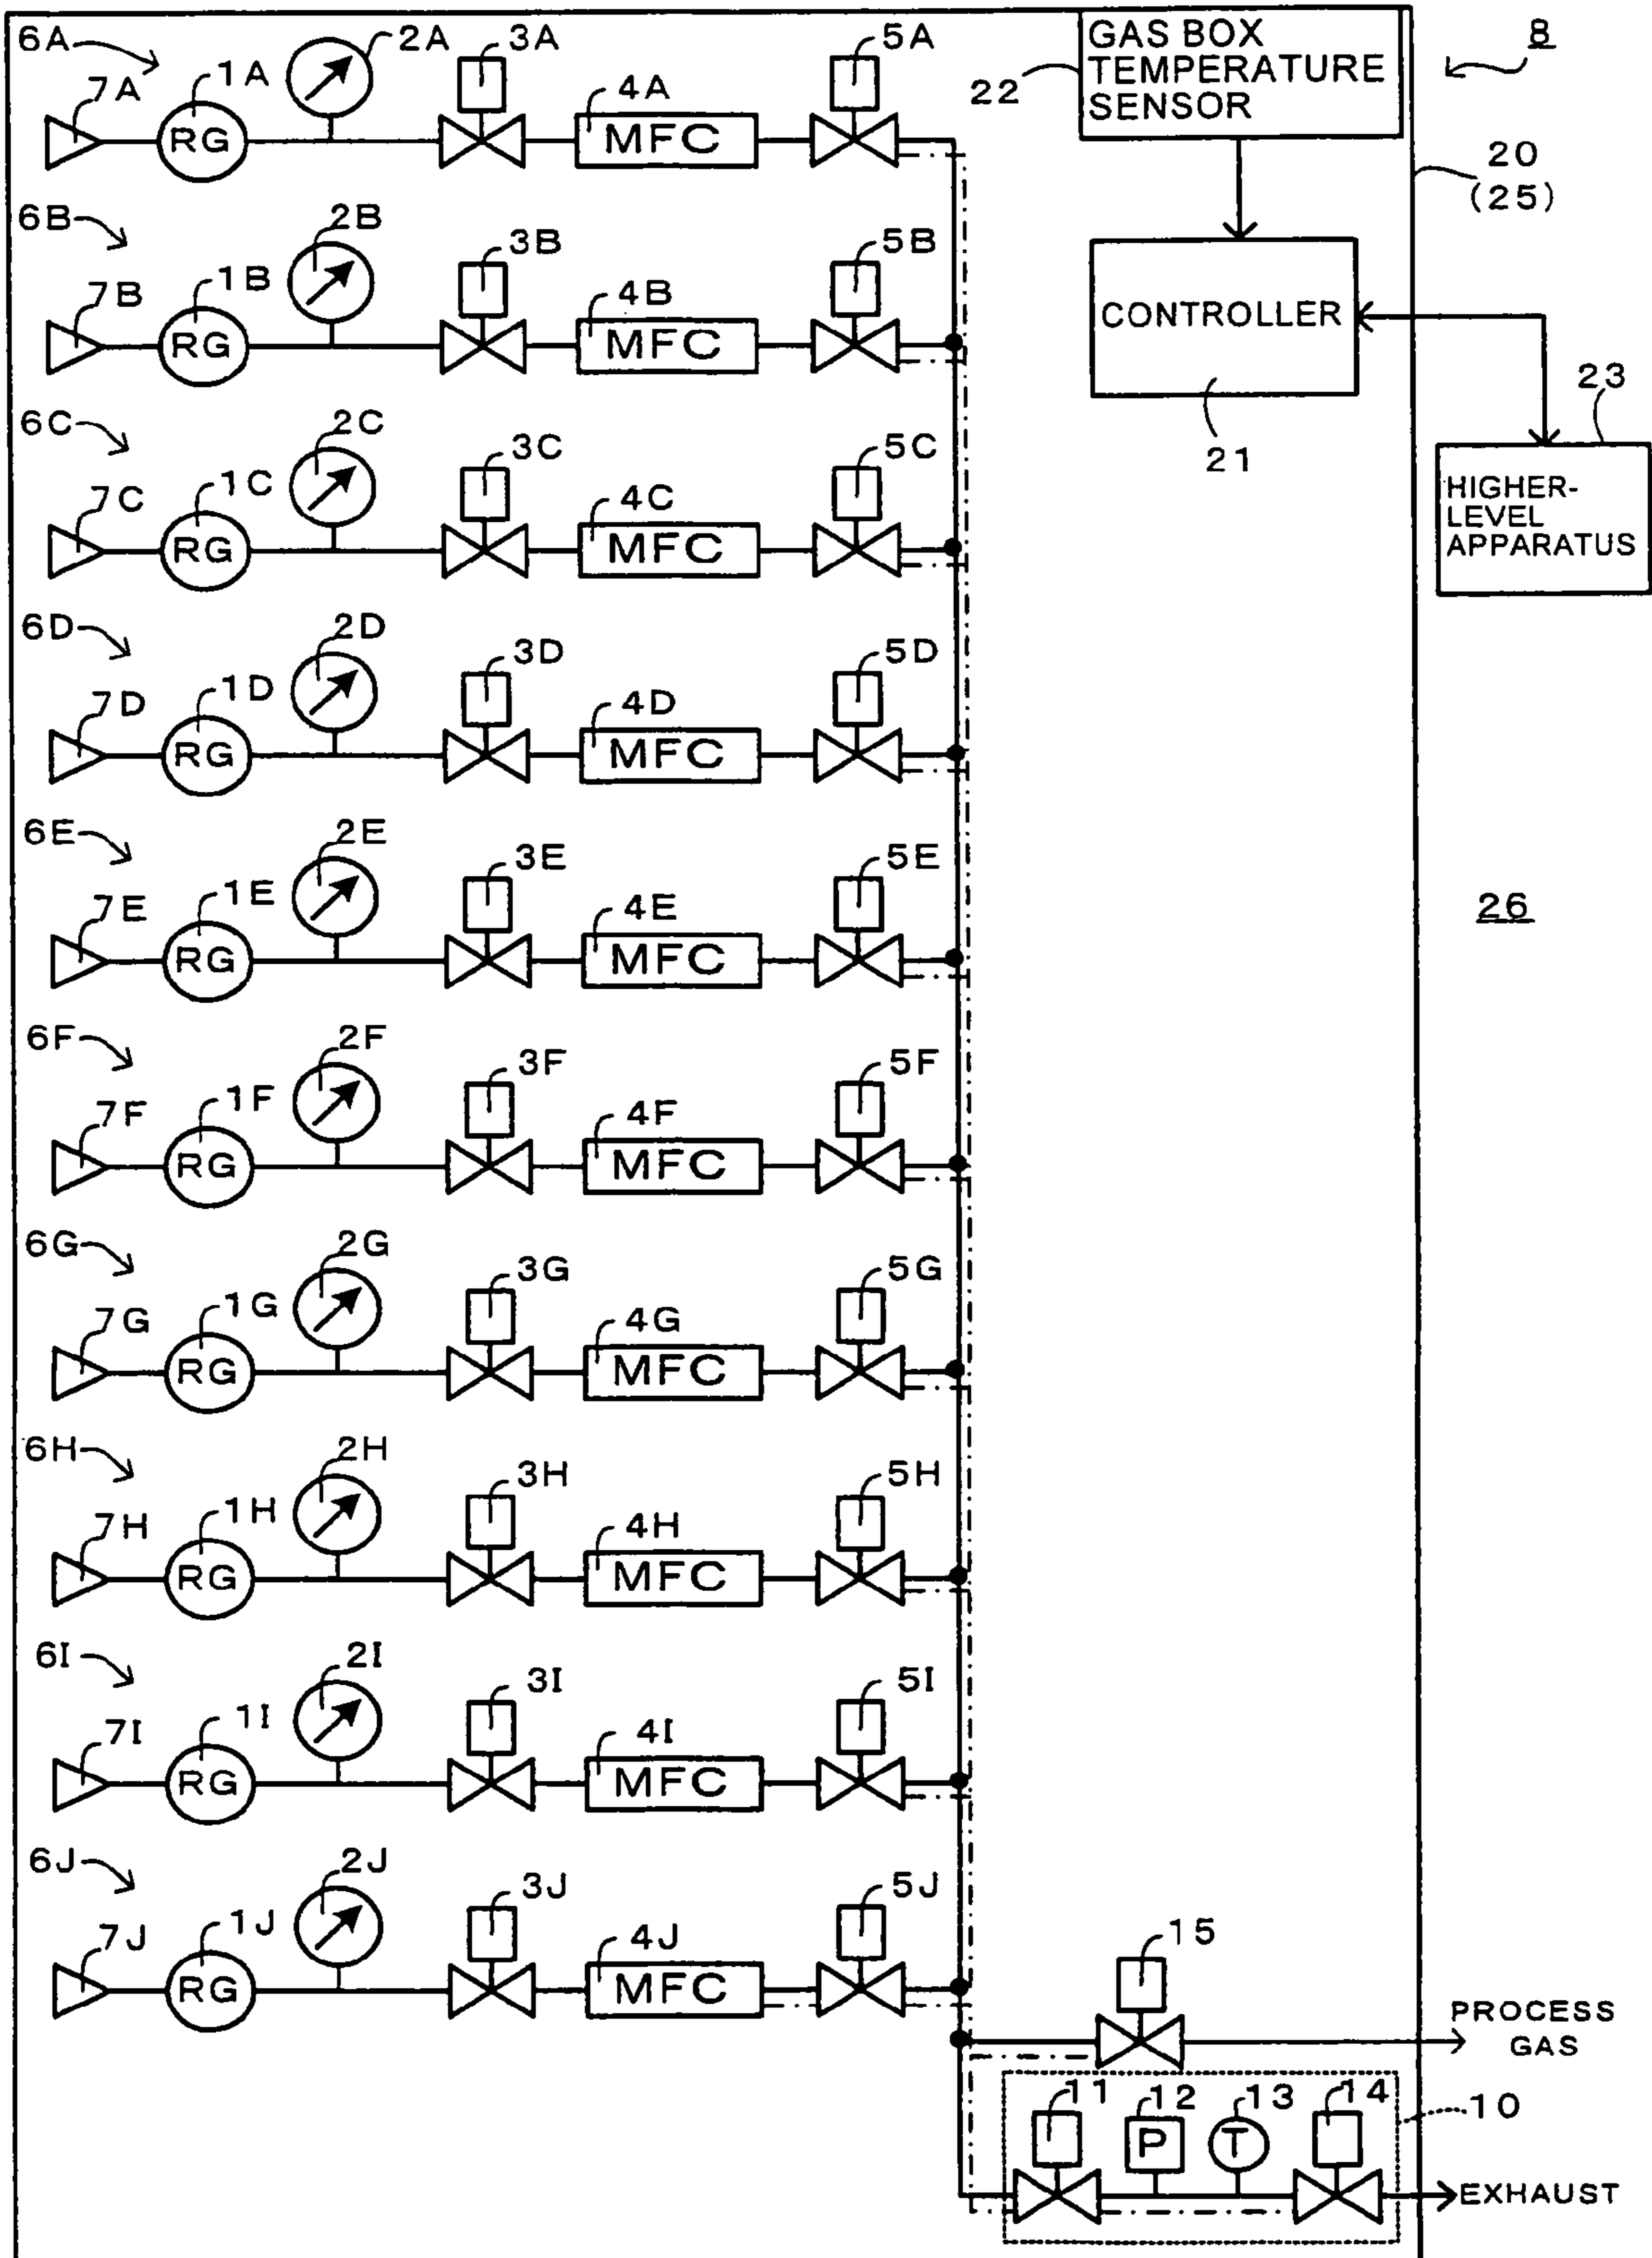 6A 2A 3A 5A GAS BOX TEMPERATURE SENSOR 8
7A 1A 4A 22
RG MFC 20
(25)
6B 2B 3B 5B
7B 1B 4B CONTROLLER
RG MFC 23
6C 2C 3C 5C 21
7C 1C 4C HIGHER-
LEVEL
RG MFC APPARATUS
6D 2D 3D 5D
7D 1D 4D
RG MFC
6E 2E 3E 5E
7E 1E 4E 26
RG MFC
6F 2F 3F 5F
7F 1F 4F
RG MFC
6G 2G 3G 5G
7G 1G 4G
RG MFC
6H 2H 3H 5H
7H 1H 4H
RG MFC
6I 2I 3I 5I
7I 1I 4I
RG MFC
6J 2J 3J 5J
7J 1J 4J 15
RG MFC PROCESS
GAS
11 12 13 14 10
P T
EXHAUST